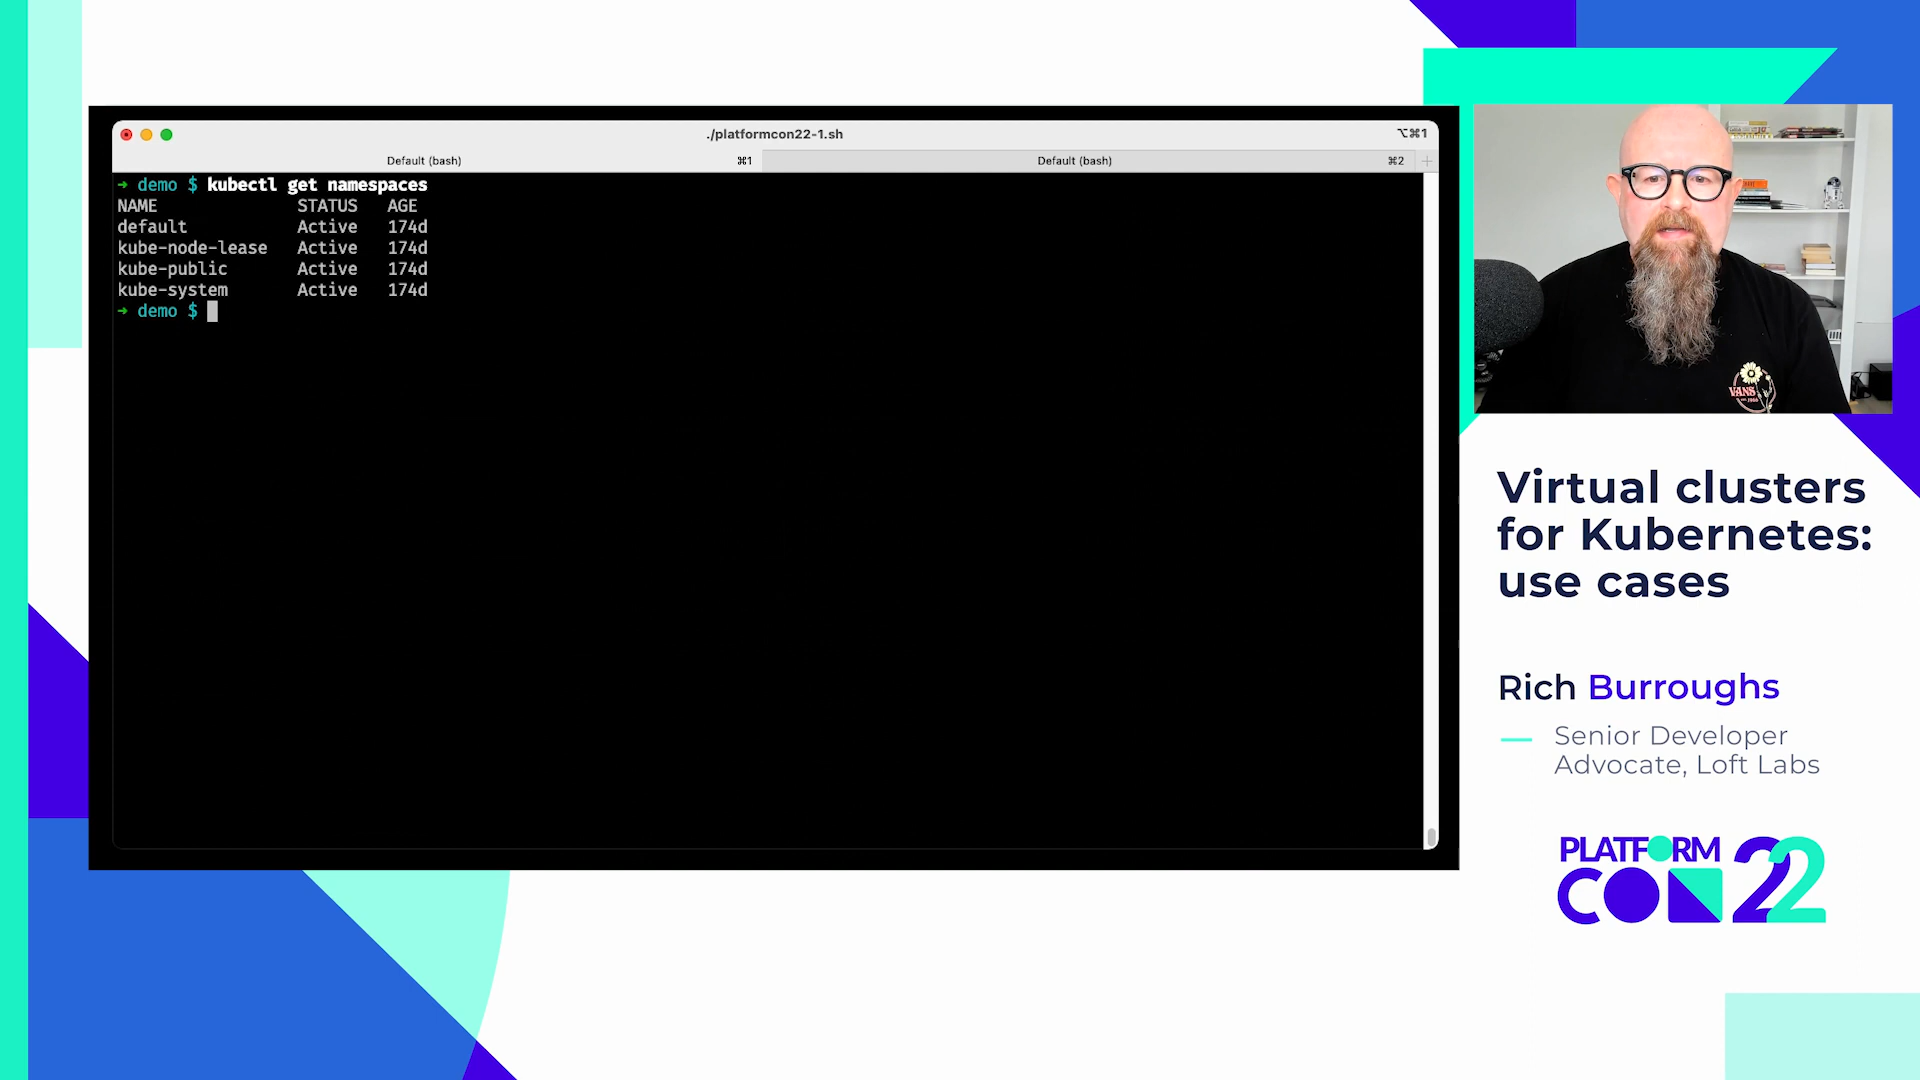 ./platformcon22-1.sh
⌥⌘1
Default (bash)
⌘1
Default (bash)
⌘2
+
➜ demo $ kubectl get namespaces
NAME STATUS AGE
default Active 174d
kube-node-lease Active 174d
kube-public Active 174d
kube-system Active 174d
➜ demo $
VANS
Virtual clusters
for Kubernetes:
use cases
Rich Burroughs
Senior Developer
Advocate, Loft Labs
PLATFORM
CON 22